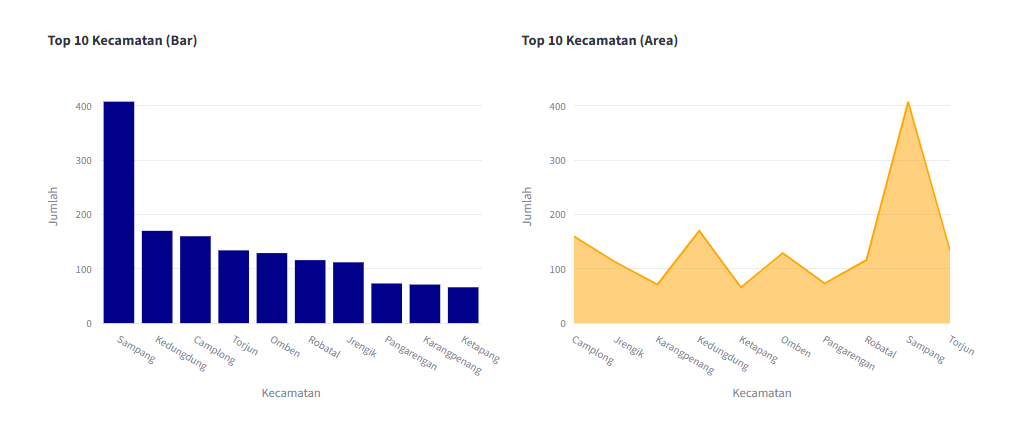 Top 10 Kecamatan (Bar)
400
300
200
100
0
Jumlah
Sampang
Kedungdung
Camplong
Torjun
Omben
Robatal
Jrengik
Pangarengan
Karangpenang
Ketapang
Kecamatan
Top 10 Kecamatan (Area)
400
300
200
100
0
Jumlah
Camplong
Jrengik
Karangpenang
Kedungdung
Ketapang
Omben
Pangarengan
Robatal
Sampang
Torjun
Kecamatan